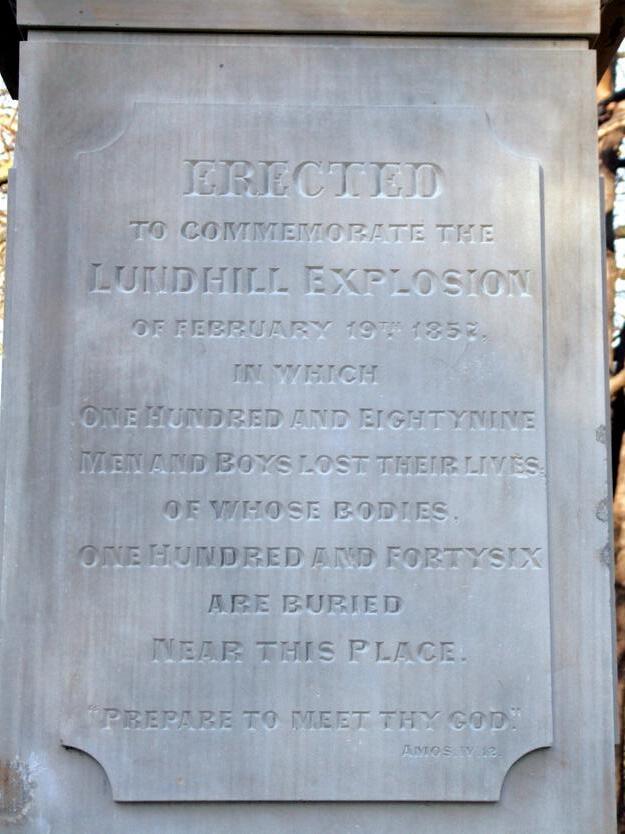 ERECTED
TO COMMEMORATE THE
LUNDHILL EXPLOSION
OF FEBRUARY 19TH 1857,
IN WHICH
ONE HUNDRED AND EIGHTYNINE
MEN AND BOYS LOST THEIR LIVES:
OF WHOSE BODIES,
ONE HUNDRED AND FORTYSIX
ARE BURIED
NEAR THIS PLACE.
"PREPARE TO MEET THY GOD."
AMOS. IV. 12.